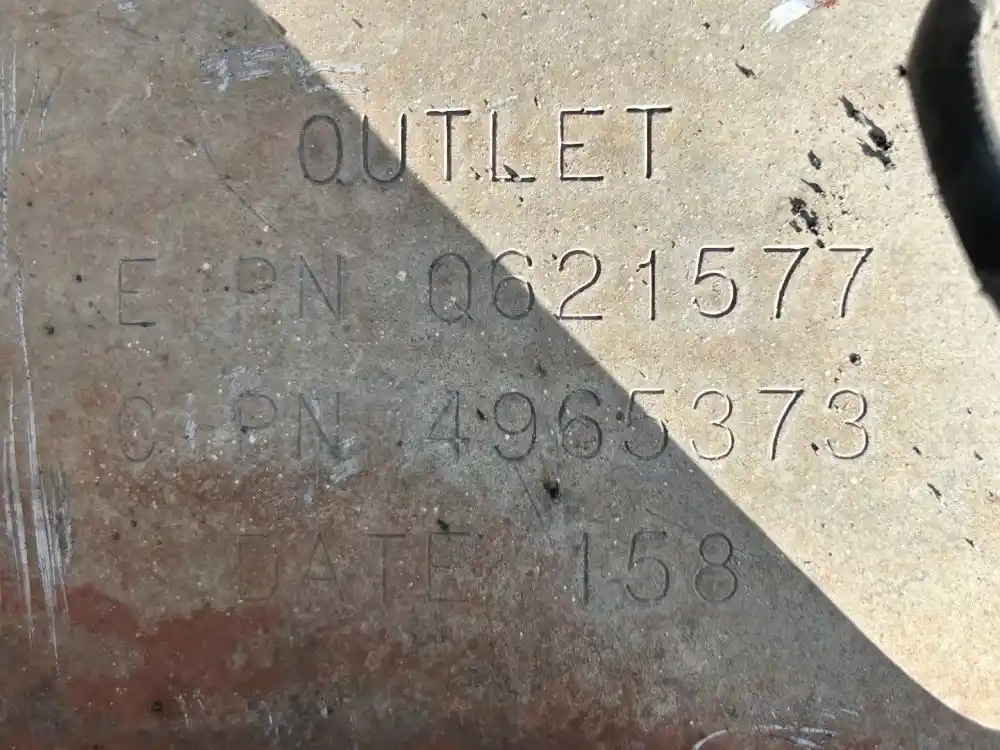 OUTLET
E PN Q621577
C PN 4965373
DATE 158